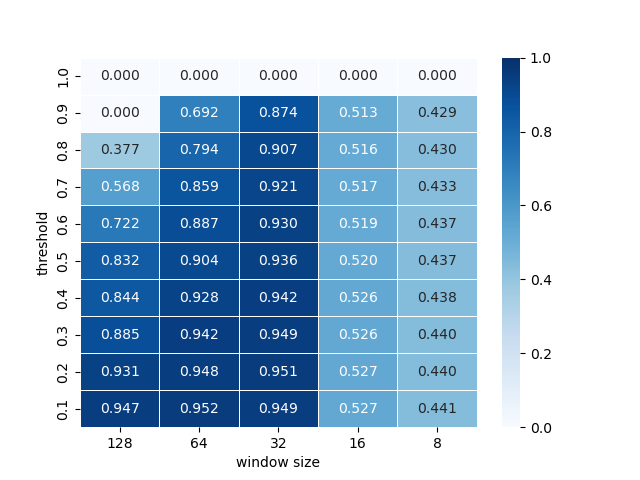 1.0 0.000 0.000 0.000 0.000 0.000 1.0
0.9 0.000 0.692 0.874 0.513 0.429
0.8 0.377 0.794 0.907 0.516 0.430 0.8
0.7 0.568 0.859 0.921 0.517 0.433
0.6 0.722 0.887 0.930 0.519 0.437 0.6
threshold
0.5 0.832 0.904 0.936 0.520 0.437
0.4 0.844 0.928 0.942 0.526 0.438 0.4
0.3 0.885 0.942 0.949 0.526 0.440
0.2 0.931 0.948 0.951 0.527 0.440 0.2
0.1 0.947 0.952 0.949 0.527 0.441
0.0
128 64 32 16 8
window size